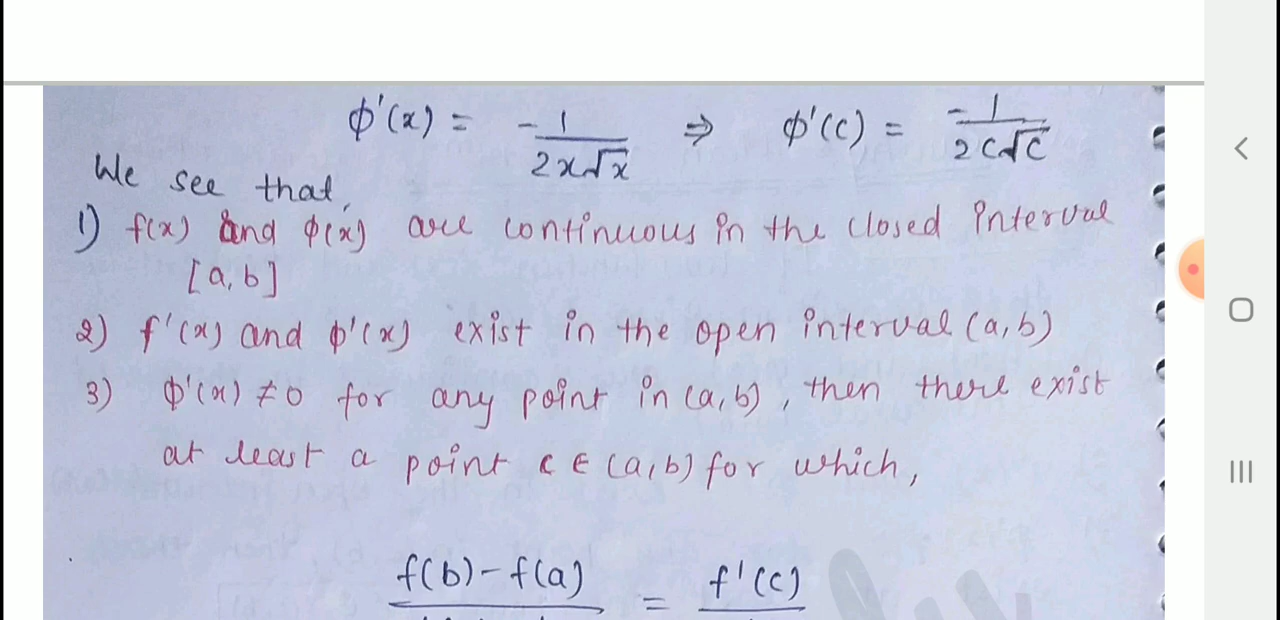 ϕ'(x) = -1/2x√x ⇒ ϕ'(c) = -1/2c√c
We see that,
1) f(x) and ϕ(x) are continuous in the closed interval
[a,b]
2) f'(x) and ϕ'(x) exist in the open interval (a,b)
3) ϕ'(x) ≠ 0 for any point in (a,b), then there exist
at least a point c ∈ (a,b) for which,
f(b)-f(a) = f'(c)